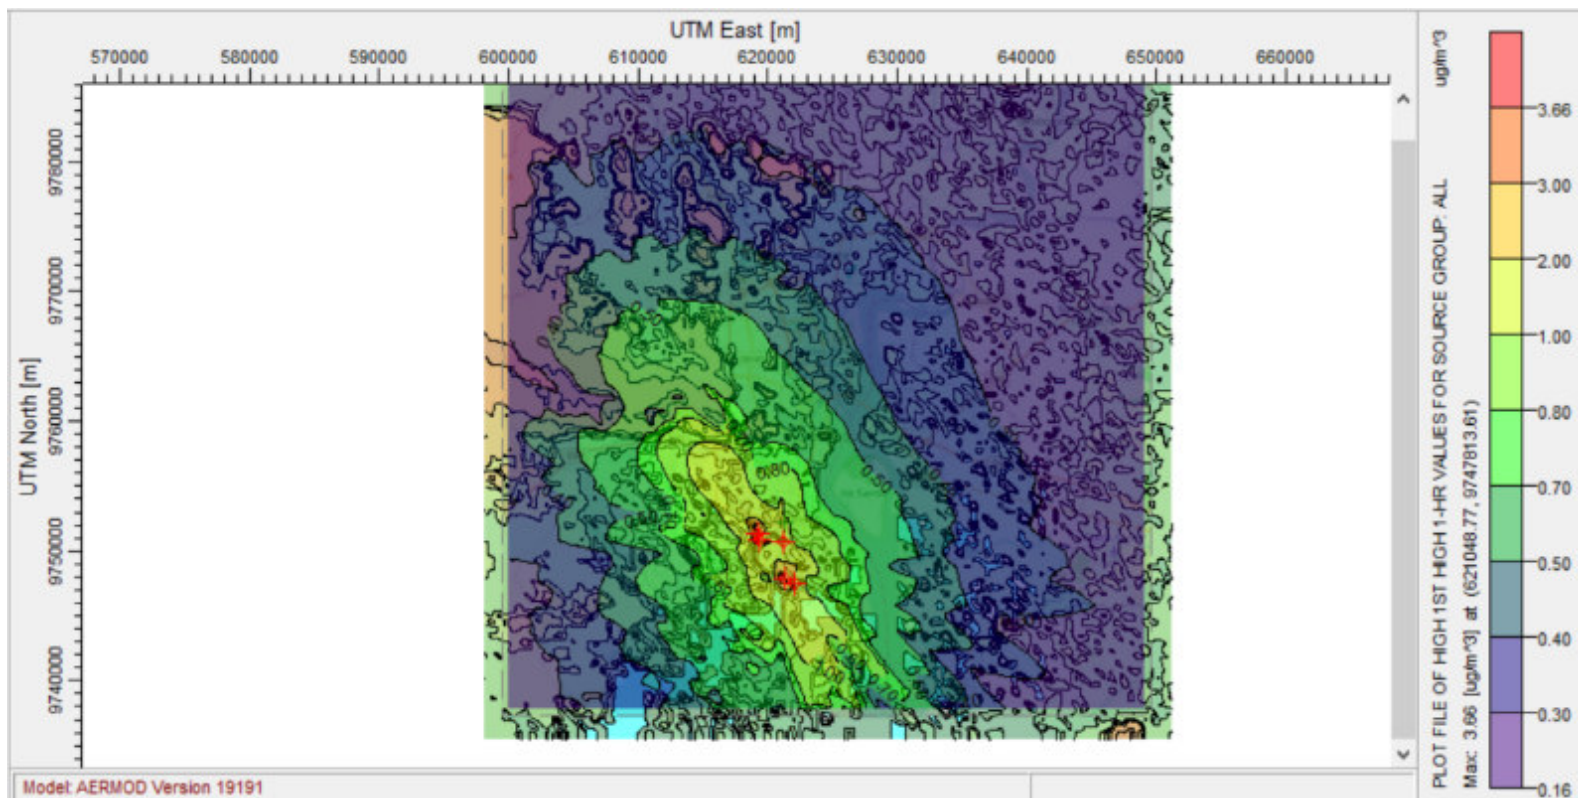 UTM East [m]
570000 580000 590000 600000 610000 620000 630000 640000 650000 660000
UTM North [m]
9780000
9770000
9760000
9750000
9740000
0.80
0.50
PLOT FILE OF HIGH 1ST HIGH 1-HR VALUES FOR SOURCE GROUP: ALL ug/m^3
Max: 3.66 [ug/m^3] at (621048.77, 9747813.61)
3.66
3.00
2.00
1.00
0.80
0.70
0.50
0.40
0.30
0.16
Model: AERMOD Version 19191